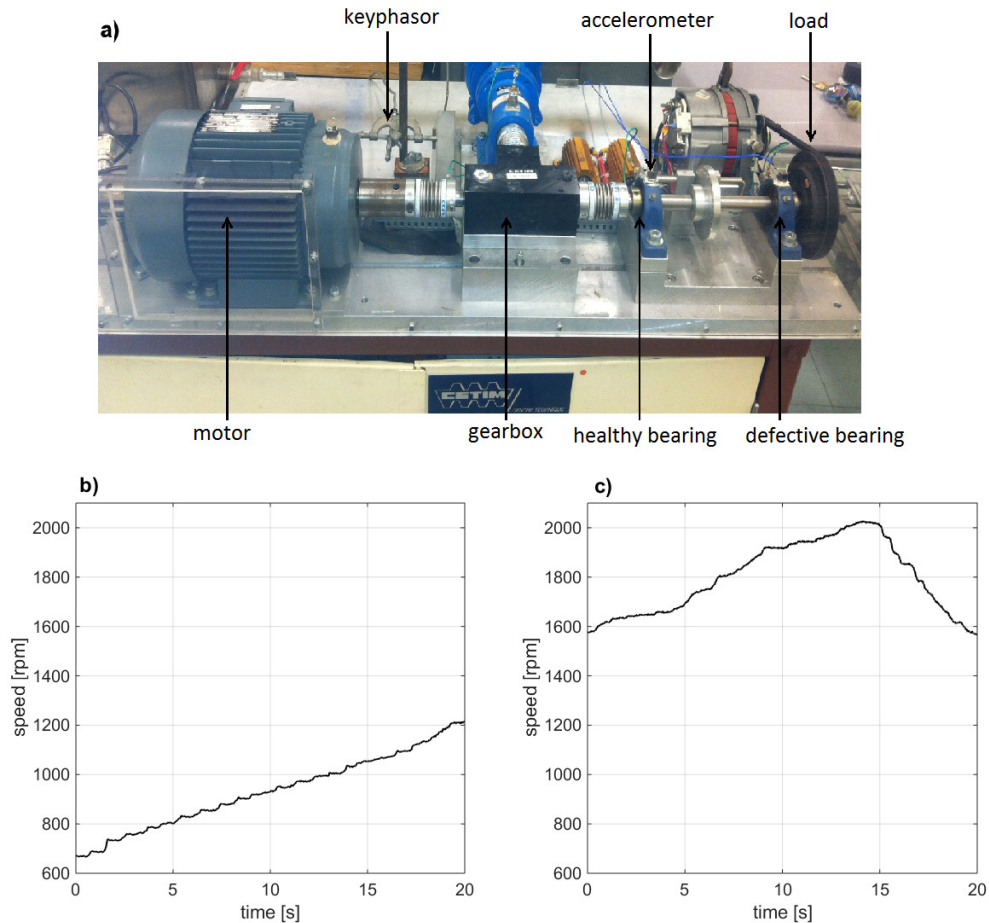 a)
keyphasor
accelerometer
load
CETIM
motor
gearbox
healthy bearing
defective bearing
b)
2000
1800
1600
1400
1200
1000
800
600
speed [rpm]
0
5
10
15
20
time [s]
c)
2000
1800
1600
1400
1200
1000
800
600
speed [rpm]
0
5
10
15
20
time [s]